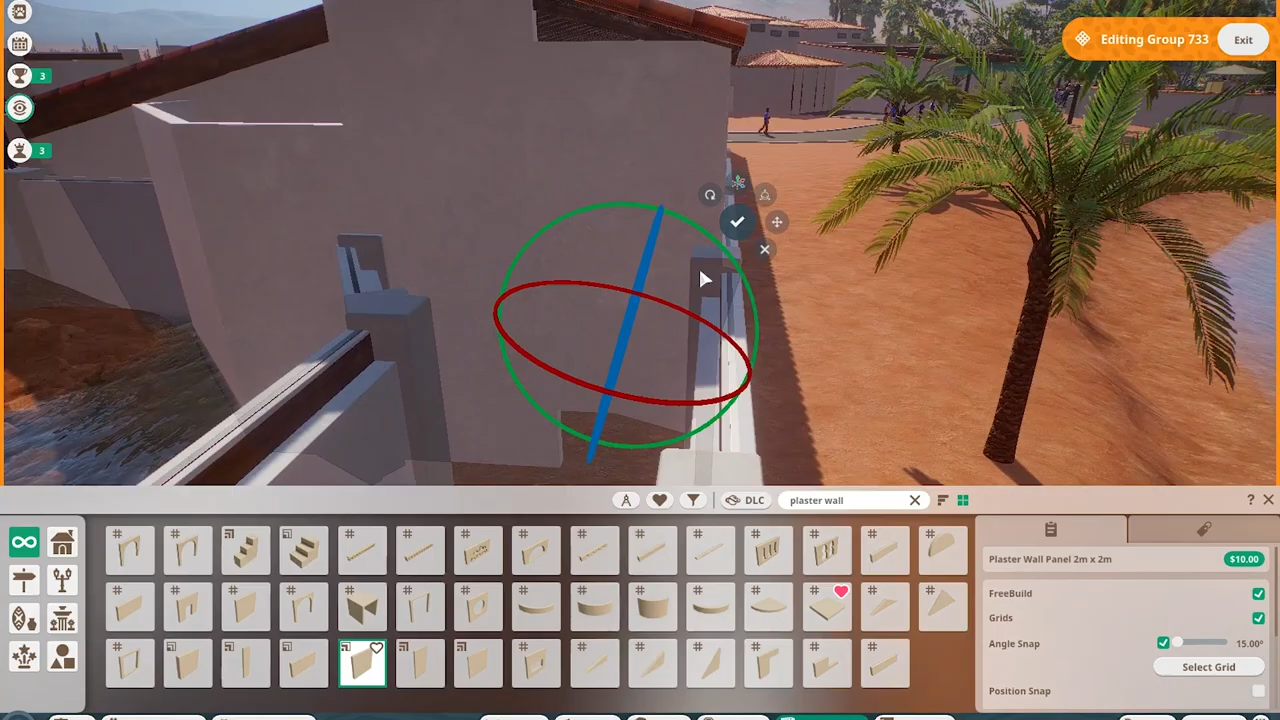 Editing Group 733
Exit
3
3
DLC
plaster wall
?
Plaster Wall Panel 2m x 2m
$10.00
FreeBuild
Grids
Angle Snap
15.00°
Select Grid
Position Snap